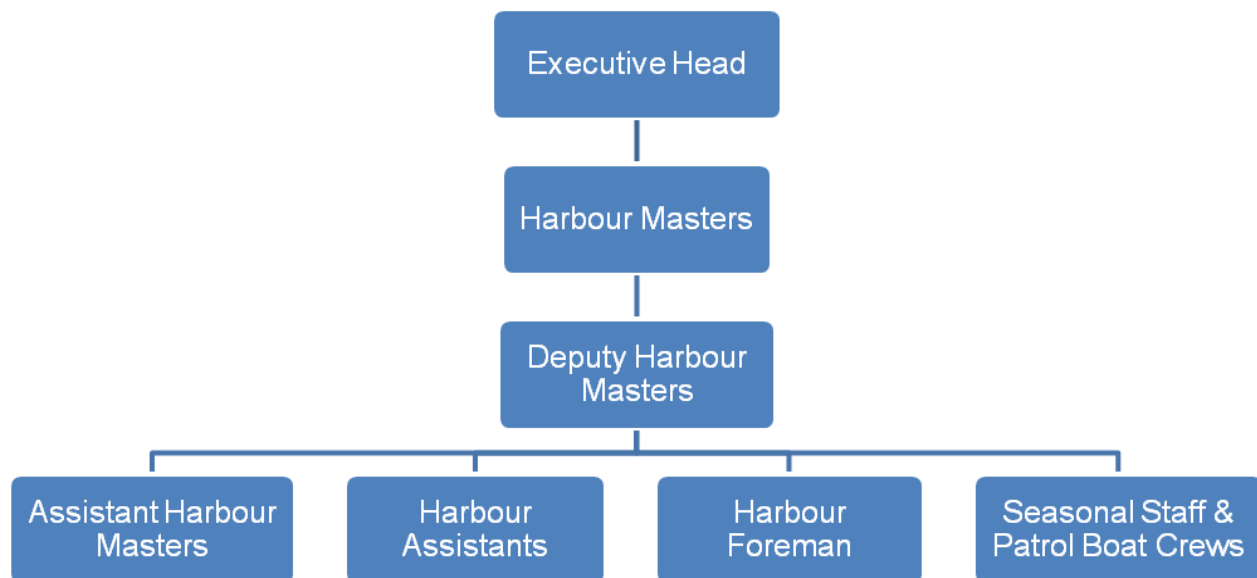 Executive Head
Harbour Masters
Deputy Harbour
Masters
Assistant Harbour
Masters
Harbour
Assistants
Harbour
Foreman
Seasonal Staff &
Patrol Boat Crews